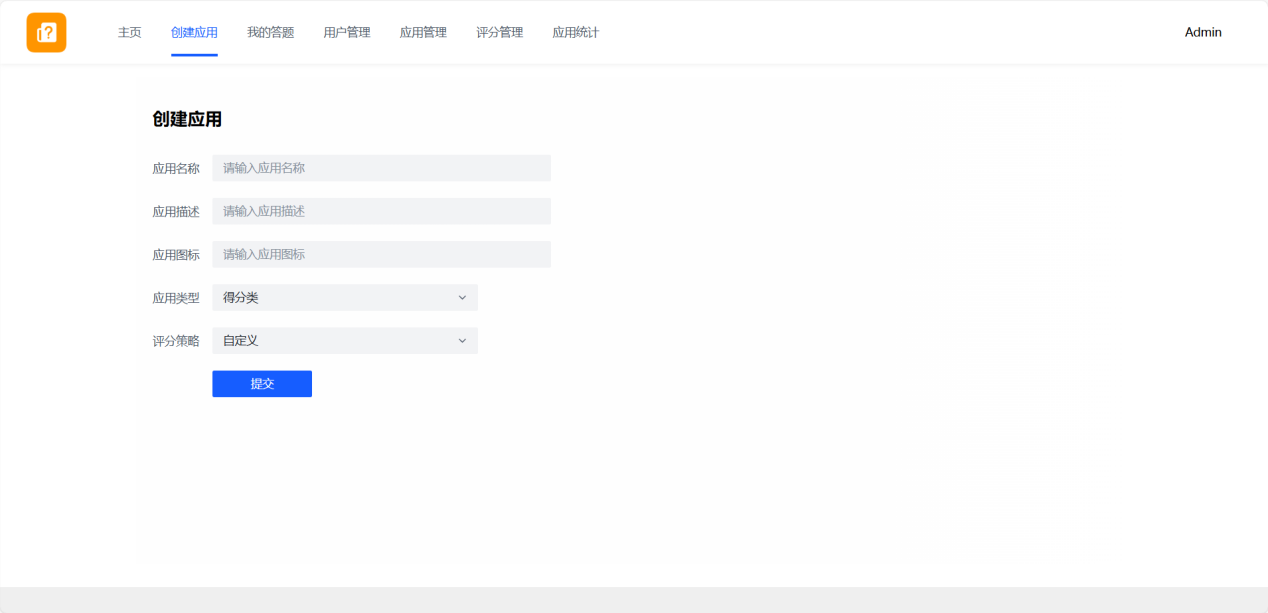 主页 创建应用 我的答题 用户管理 应用管理 评分管理 应用统计 Admin
创建应用
应用名称 请输入应用名称
应用描述 请输入应用描述
应用图标 请输入应用图标
应用类型 得分类
评分策略 自定义
提交